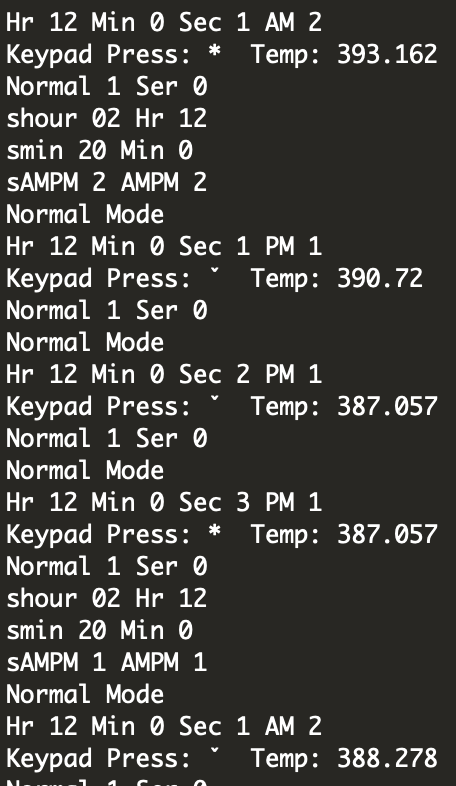 Hr 12 Min 0 Sec 1 AM 2
Keypad Press: *  Temp: 393.162
Normal 1 Ser 0
shour 02 Hr 12
smin 20 Min 0
sAMPM 2 AMPM 2
Normal Mode
Hr 12 Min 0 Sec 1 PM 1
Keypad Press: ˇ  Temp: 390.72
Normal 1 Ser 0
Normal Mode
Hr 12 Min 0 Sec 2 PM 1
Keypad Press: ˇ  Temp: 387.057
Normal 1 Ser 0
Normal Mode
Hr 12 Min 0 Sec 3 PM 1
Keypad Press: *  Temp: 387.057
Normal 1 Ser 0
shour 02 Hr 12
smin 20 Min 0
sAMPM 1 AMPM 1
Normal Mode
Hr 12 Min 0 Sec 1 AM 2
Keypad Press: ˇ  Temp: 388.278
Normal 1 Ser 0